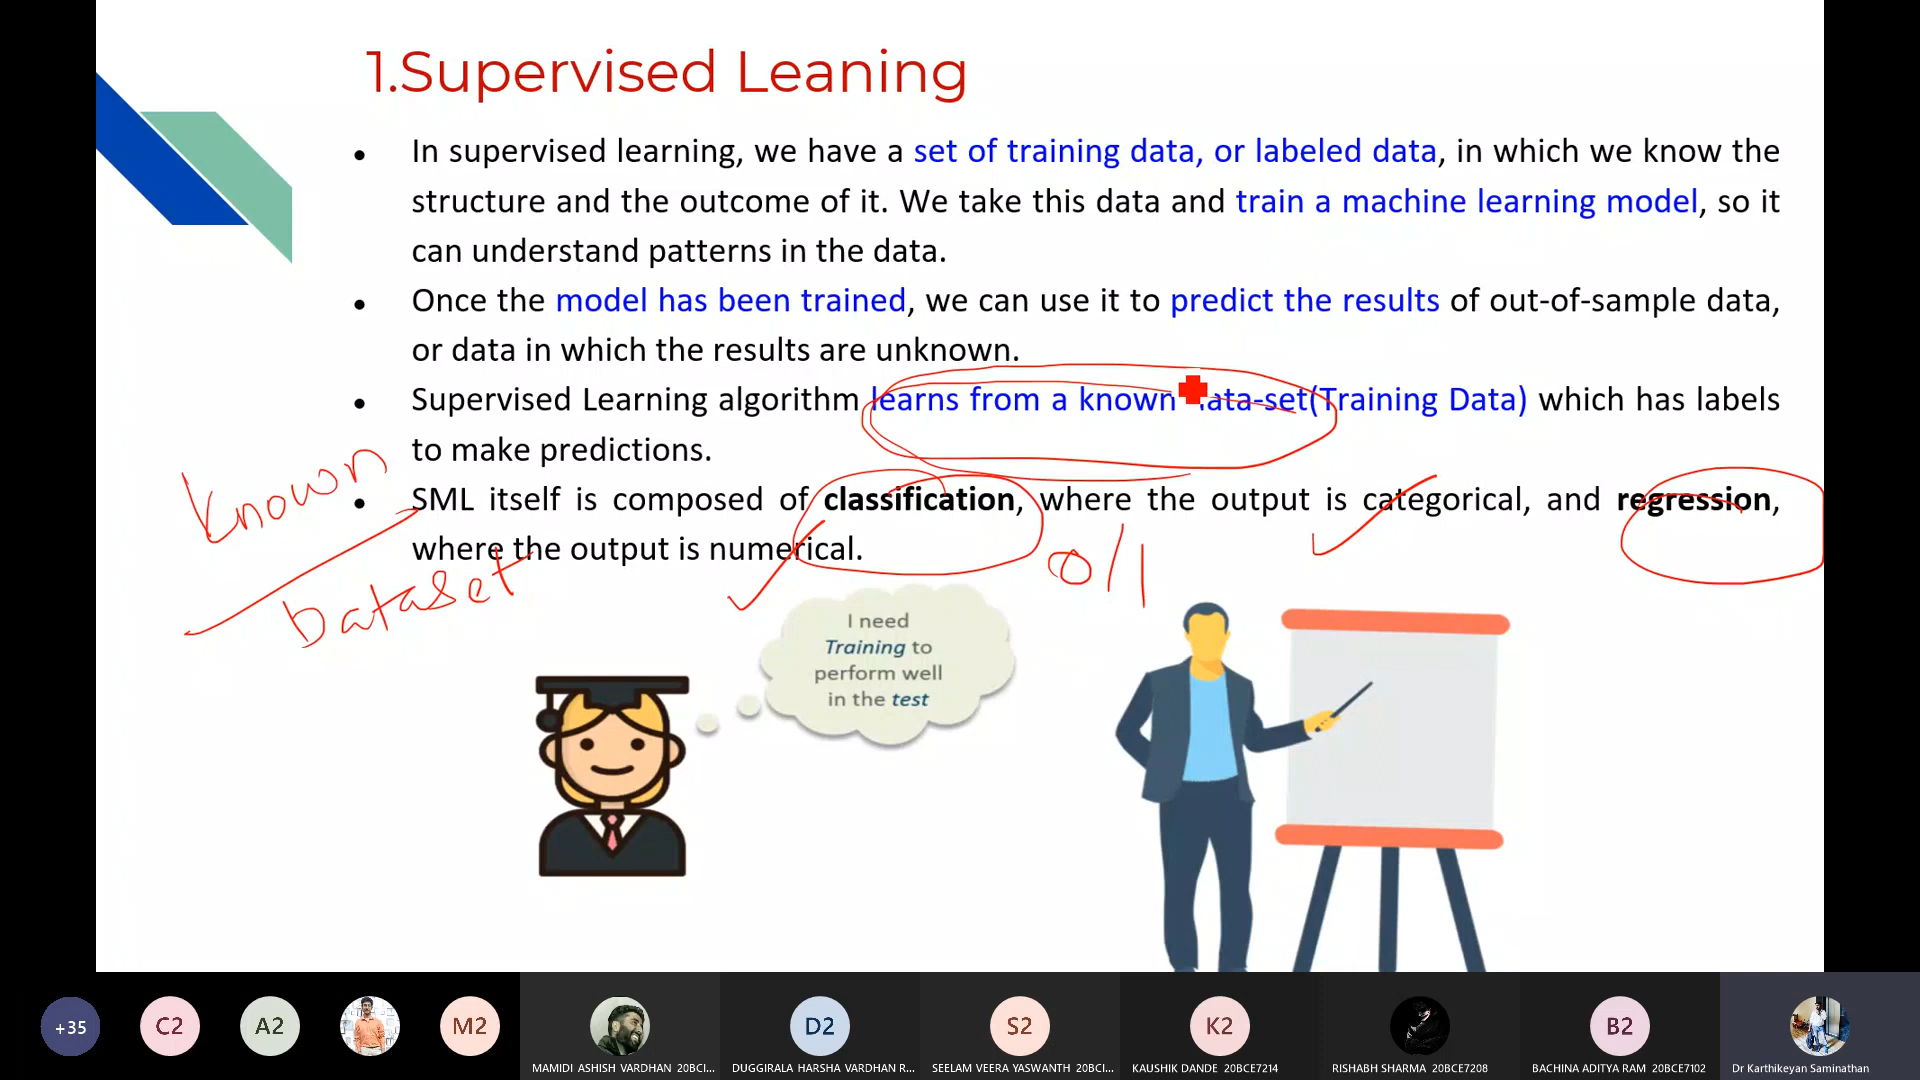 1.Supervised Leaning
In supervised learning, we have a set of training data, or labeled data, in which we know the
structure and the outcome of it. We take this data and train a machine learning model, so it
can understand patterns in the data.
Once the model has been trained, we can use it to predict the results of out-of-sample data,
or data in which the results are unknown.
Supervised Learning algorithm learns from a known data-set(Training Data) which has labels
to make predictions.
SML itself is composed of classification, where the output is categorical, and regression,
where the output is numerical.
Known
Dataset
0/1
I need
Training to
perform well
in the test
+35
C2
A2
M2
D2
S2
K2
B2
MAMIDI ASHISH VARDHAN 20BCI...
DUGGIRALA HARSHA VARDHAN R...
SEELAM VEERA YASWANTH 20BCI...
KAUSHIK DANDE 20BCE7214
RISHABH SHARMA 20BCE7208
BACHINA ADITYA RAM 20BCE7102
Dr Karthikeyan Saminathan